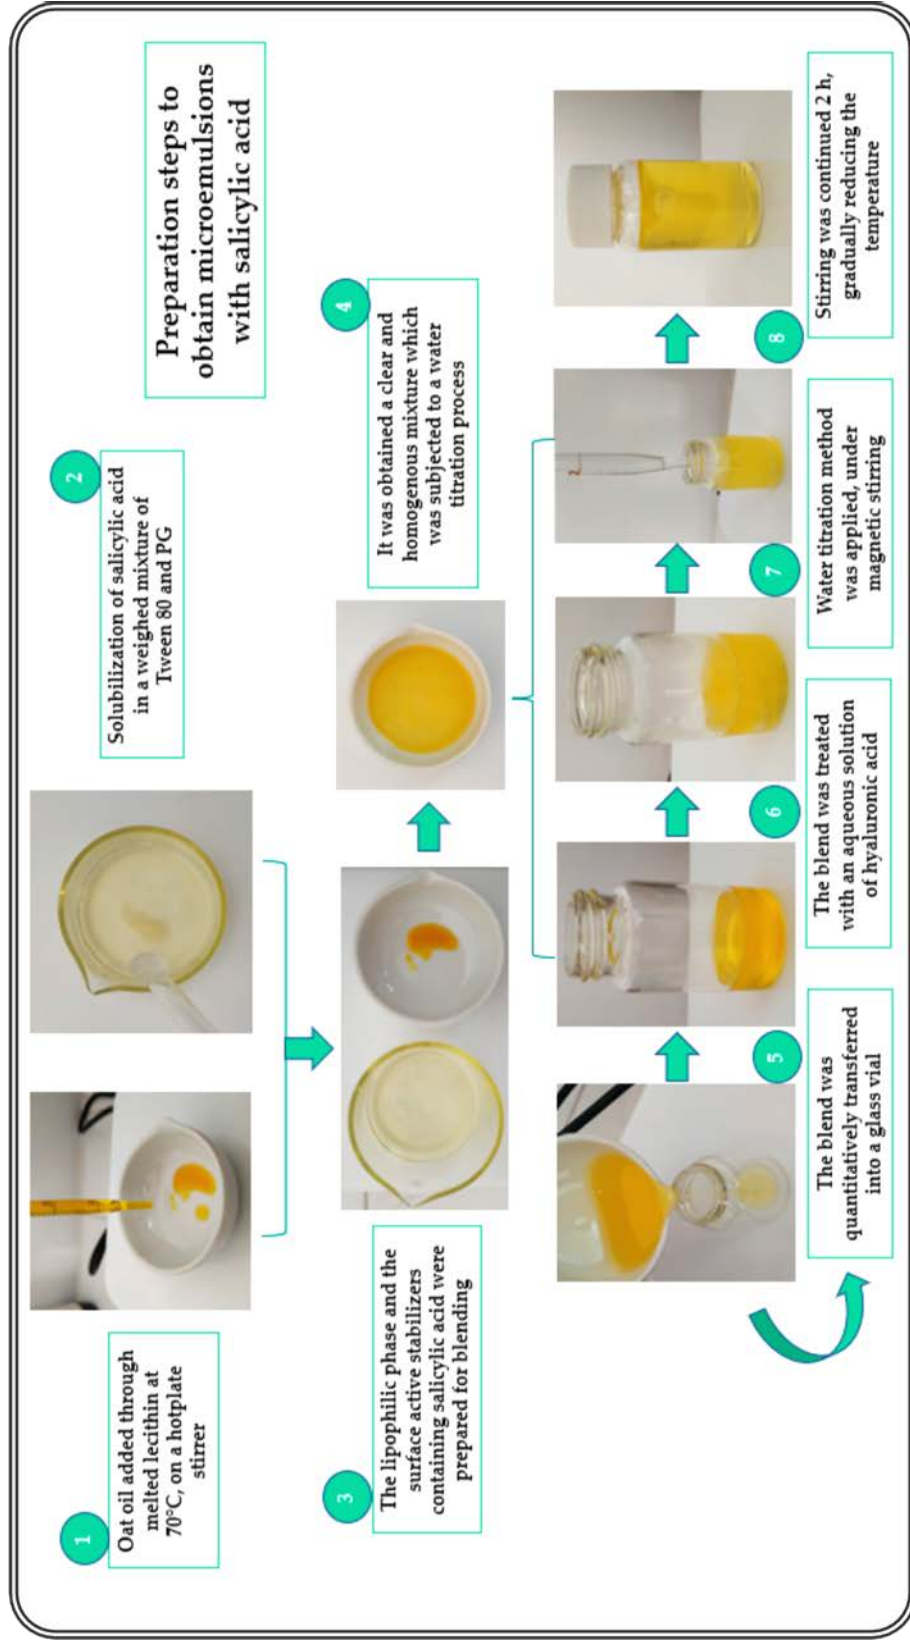 Preparation steps to
obtain microemulsions
with salicylic acid
1
Oat oil added through
melted lecithin at
70°C, on a hotplate
stirrer
2
Solubilization of salicylic acid
in a weighed mixture of
Tween 80 and PG
3
The lipophilic phase and the
surface active stabilizers
containing salicylic acid were
prepared for blending
4
It was obtained a clear and
homogenous mixture which
was subjected to a water
titration process
5
The blend was
quantitatively transferred
into a glass vial
6
The blend was treated
with an aqueous solution
of hyaluronic acid
7
Water titration method
was applied, under
magnetic stirring
8
Stirring was continued 2 h,
gradually reducing the
temperature